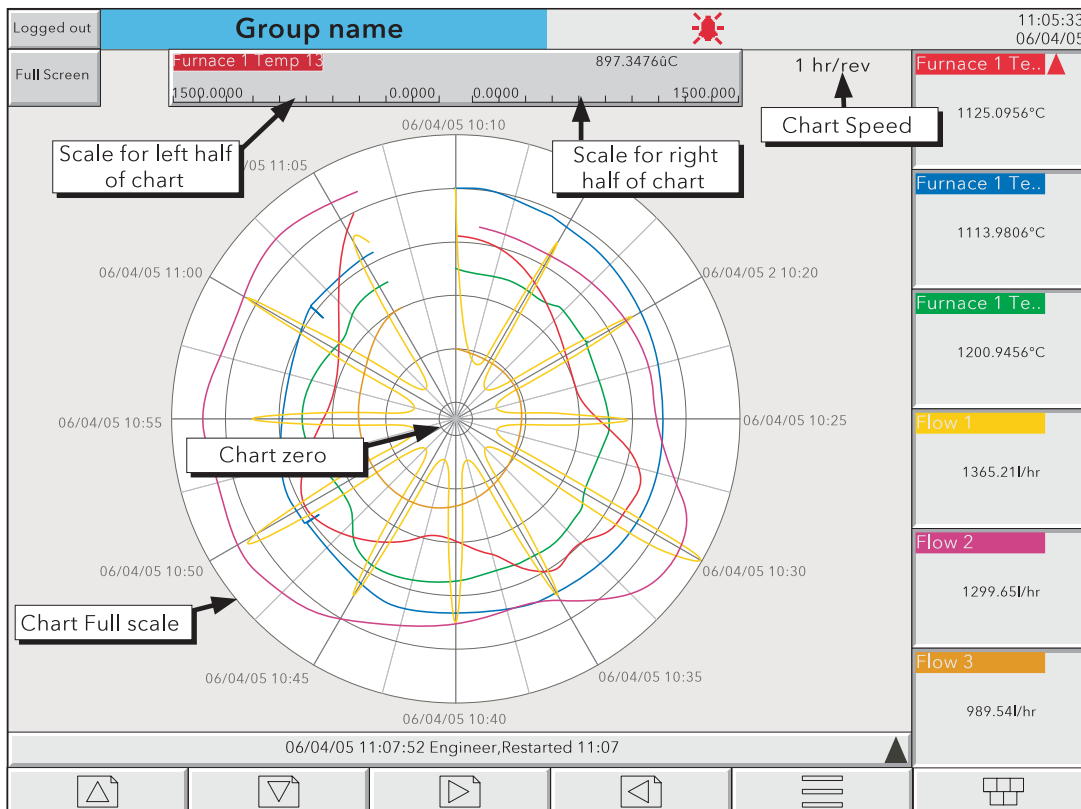 Logged out
Group name
11:05:33
06/04/05
Full Screen
Furnace 1 Temp 13
897.3476ûC
1500.0000
0.0000
0.0000
1500.000
1 hr/rev
Chart Speed
Scale for left half
of chart
Scale for right
half of chart
06/04/05 10:10
/05 11:05
06/04/05 11:00
06/04/05 2 10:20
06/04/05 10:55
06/04/05 10:25
Chart zero
06/04/05 10:50
06/04/05 10:30
Chart Full scale
06/04/05 10:45
06/04/05 10:35
06/04/05 10:40
Furnace 1 Te..
1125.0956°C
Furnace 1 Te..
1113.9806°C
Furnace 1 Te..
1200.9456°C
Flow 1
1365.21l/hr
Flow 2
1299.65l/hr
Flow 3
989.54l/hr
06/04/05 11:07:52 Engineer,Restarted 11:07